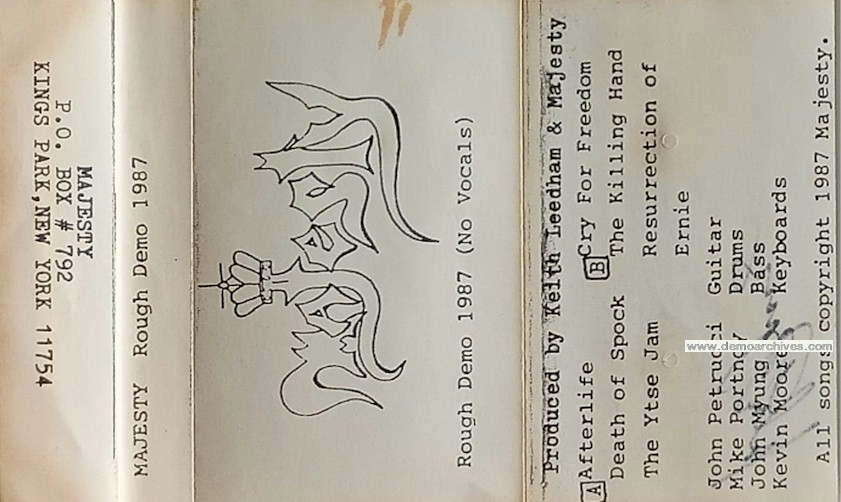 MAJESTY
P.O. BOX # 792
KINGS PARK,NEW YORK 11754
MAJESTY Rough Demo 1987
Majesty
Rough Demo 1987 (No Vocals)
Produced by Keith Leedham & Majesty
A Afterlife
Death of Spock
The Ytse Jam
B Cry For Freedom
The Killing Hand
Resurrection of
Ernie
John Petrucci Guitar
Mike Portnoy Drums
John Myung Bass
Kevin Moore Keyboards
All songs copyright 1987 Majesty.
www.demoarchives.com